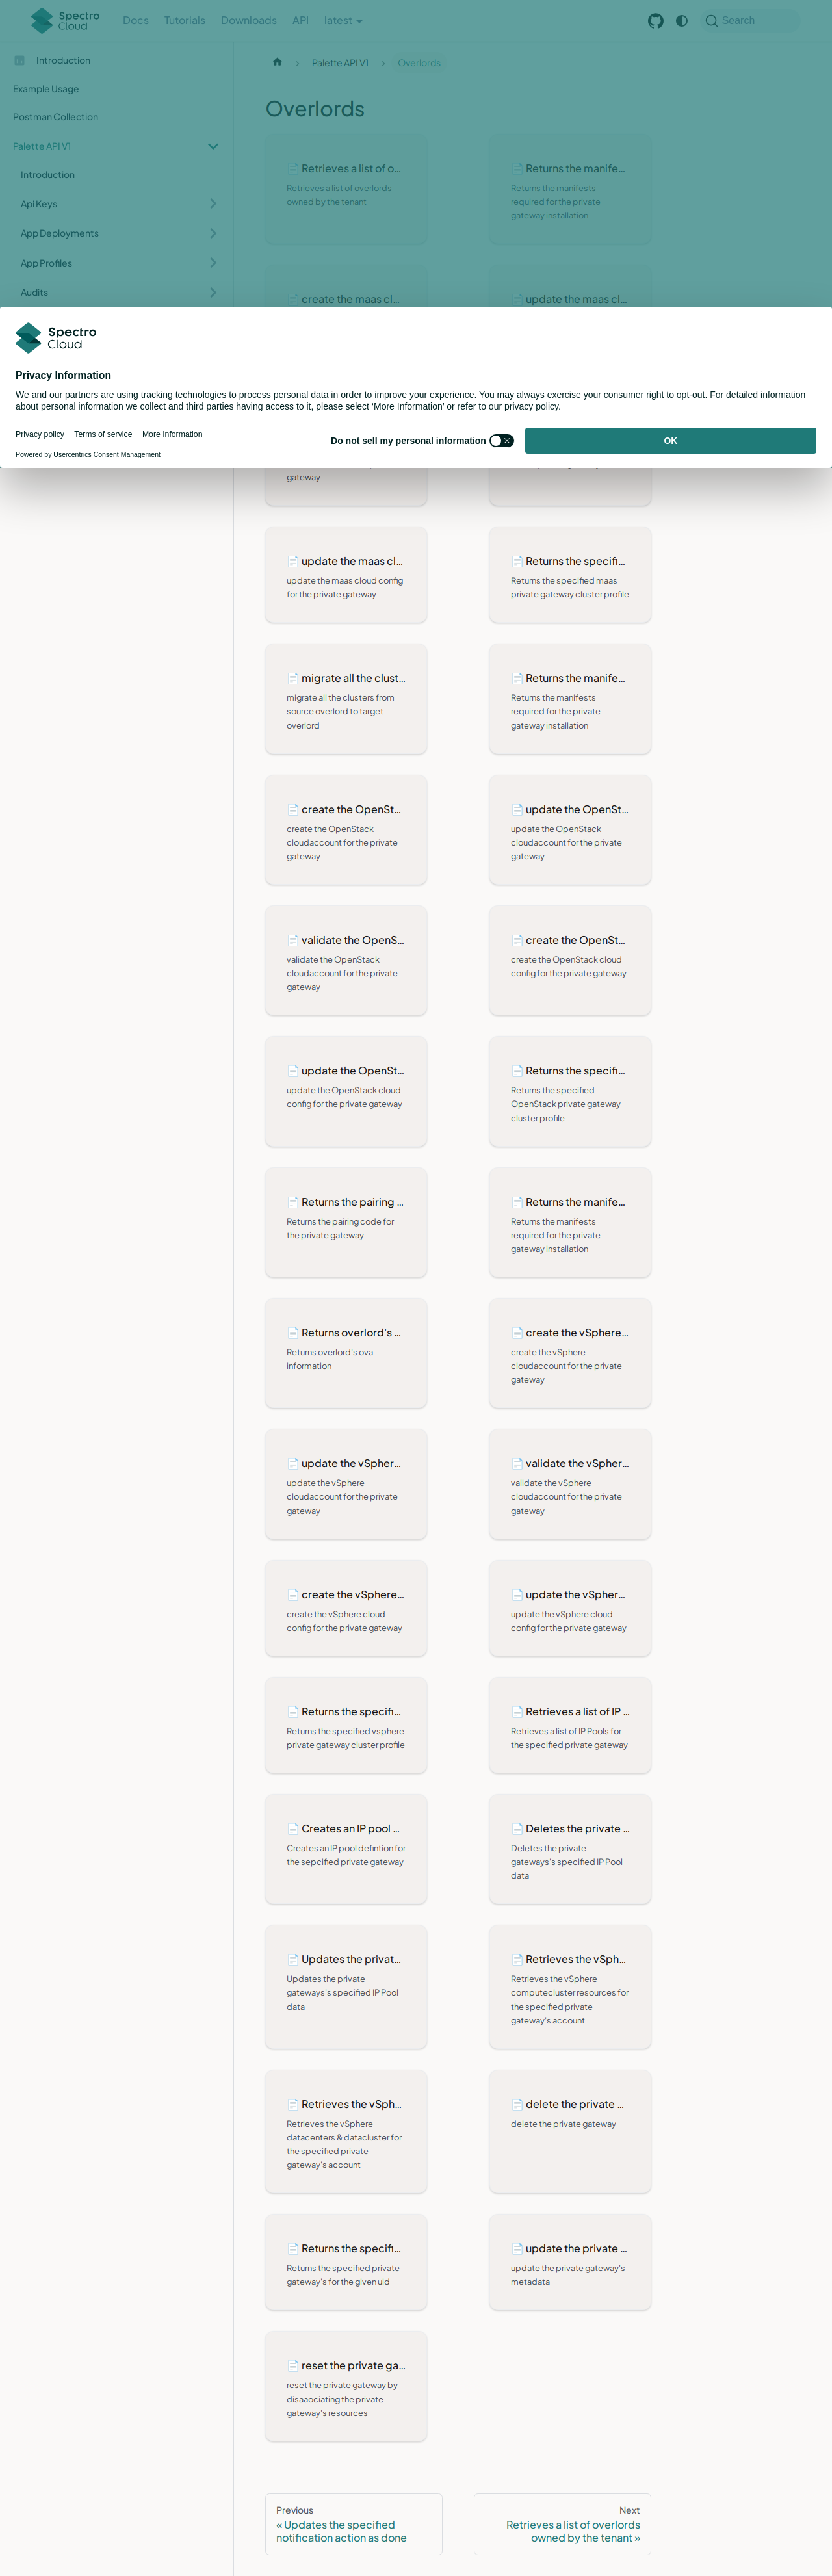 Spectro
Cloud
Docs
Tutorials
Downloads
API
latest
Search
Introduction
Example Usage
Postman Collection
Palette API V1
Introduction
Api Keys
App Deployments
App Profiles
Audits
Palette API V1
Overlords
Overlords
Retrieves a list of o...
Retrieves a list of overlords
owned by the tenant
Returns the manife...
Returns the manifests
required for the private
gateway installation
create the maas cl...
update the maas cl...
Spectro
Cloud
Privacy Information
We and our partners are using tracking technologies to process personal data in order to improve your experience. You may always exercise your consumer right to opt-out. For detailed information
about personal information we collect and third parties having access to it, please select ‘More Information’ or refer to our privacy policy.
Privacy policy
Terms of service
More Information
Do not sell my personal information
OK
Powered by Usercentrics Consent Management
gateway
update the maas cl...
update the maas cloud config
for the private gateway
Returns the specifi...
Returns the specified maas
private gateway cluster profile
migrate all the clust...
migrate all the clusters from
source overlord to target
overlord
Returns the manife...
Returns the manifests
required for the private
gateway installation
create the OpenSt...
create the OpenStack
cloudaccount for the private
gateway
update the OpenSt...
update the OpenStack
cloudaccount for the private
gateway
validate the OpenS...
validate the OpenStack
cloudaccount for the private
gateway
create the OpenSt...
create the OpenStack cloud
config for the private gateway
update the OpenSt...
update the OpenStack cloud
config for the private gateway
Returns the specifi...
Returns the specified
OpenStack private gateway
cluster profile
Returns the pairing ...
Returns the pairing code for
the private gateway
Returns the manife...
Returns the manifests
required for the private
gateway installation
Returns overlord's ...
Returns overlord's ova
information
create the vSphere...
create the vSphere
cloudaccount for the private
gateway
update the vSpher...
update the vSphere
cloudaccount for the private
gateway
validate the vSpher...
validate the vSphere
cloudaccount for the private
gateway
create the vSphere...
create the vSphere cloud
config for the private gateway
update the vSpher...
update the vSphere cloud
config for the private gateway
Returns the specifi...
Returns the specified vsphere
private gateway cluster profile
Retrieves a list of IP ...
Retrieves a list of IP Pools for
the specified private gateway
Creates an IP pool ...
Creates an IP pool defintion for
the sepcified private gateway
Deletes the private ...
Deletes the private
gateways's specified IP Pool
data
Updates the privat...
Updates the private
gateways's specified IP Pool
data
Retrieves the vSph...
Retrieves the vSphere
computecluster resources for
the specified private
gateway's account
Retrieves the vSph...
Retrieves the vSphere
datacenters & datacluster for
the specified private
gateway's account
delete the private ...
delete the private gateway
Returns the specifi...
Returns the specified private
gateway's for the given uid
update the private ...
update the private gateway's
metadata
reset the private ga...
reset the private gateway by
disaaociating the private
gateway's resources
Previous
« Updates the specified
notification action as done
Next
Retrieves a list of overlords
owned by the tenant »